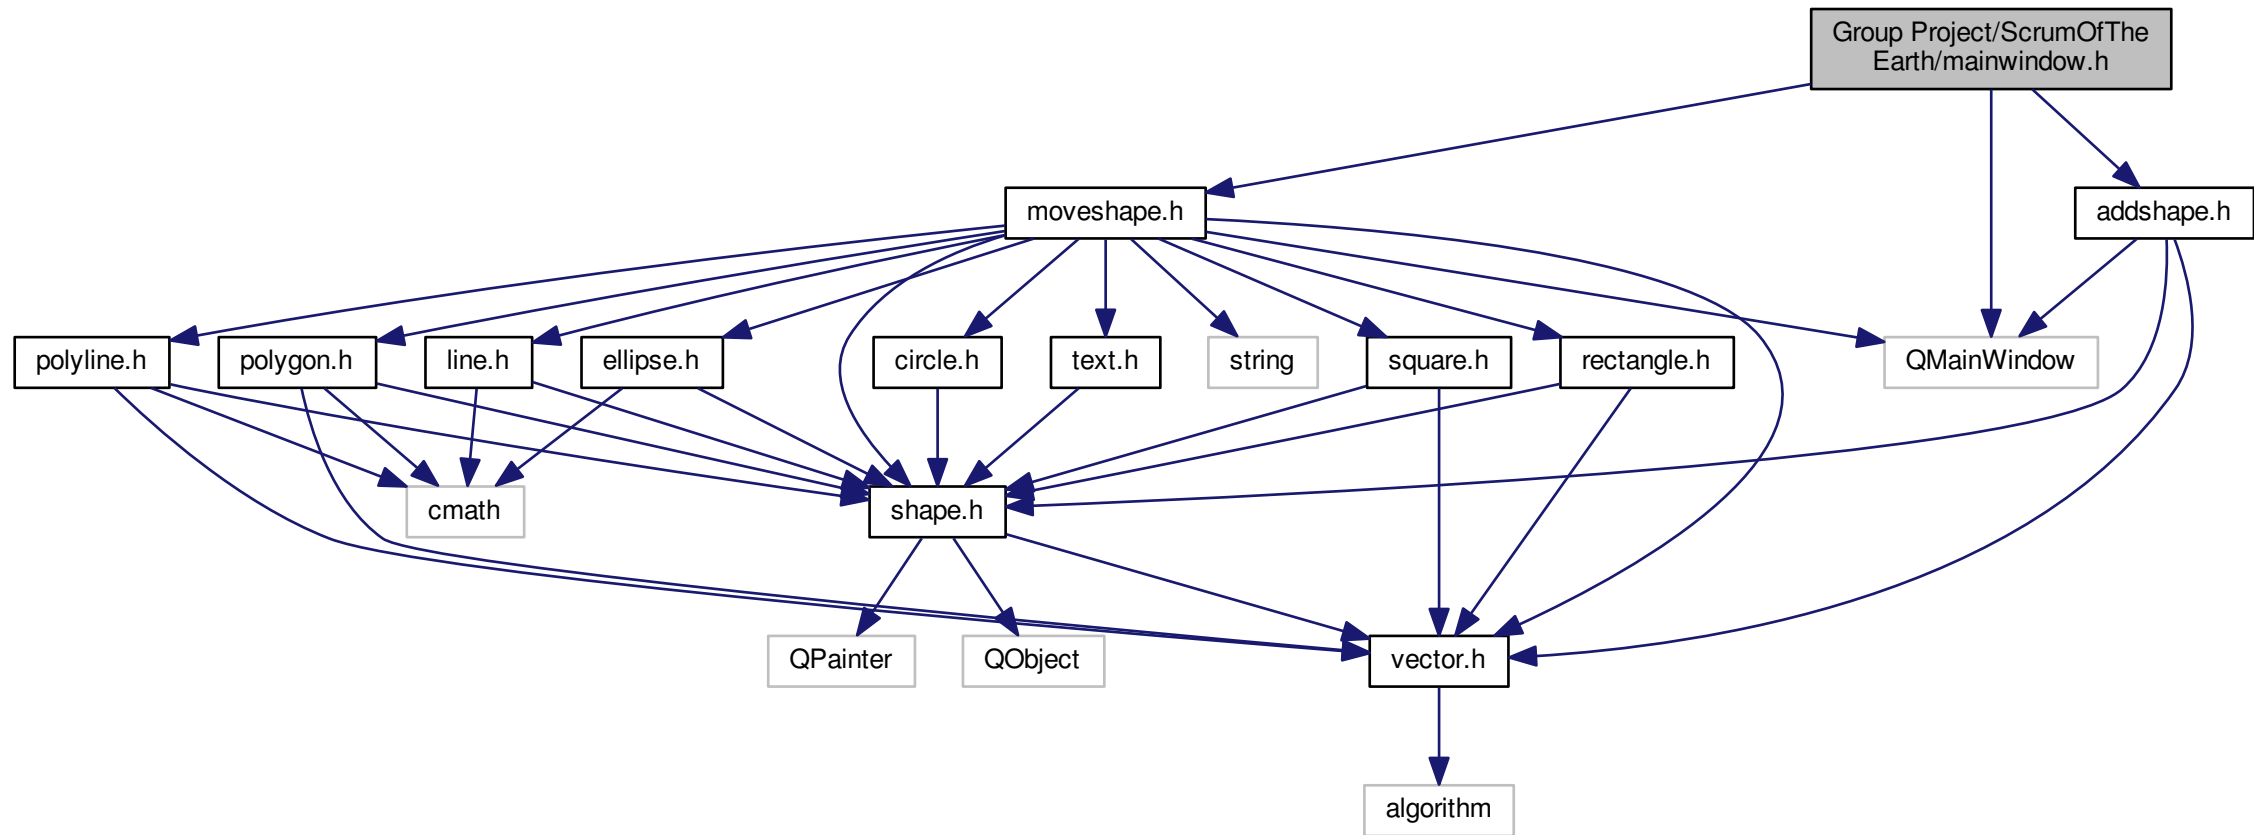 Group Project/ScrumOfThe
Earth/mainwindow.h
moveshape.h
addshape.h
polyline.h
polygon.h
line.h
ellipse.h
circle.h
text.h
string
square.h
rectangle.h
QMainWindow
cmath
shape.h
QPainter
QObject
vector.h
algorithm